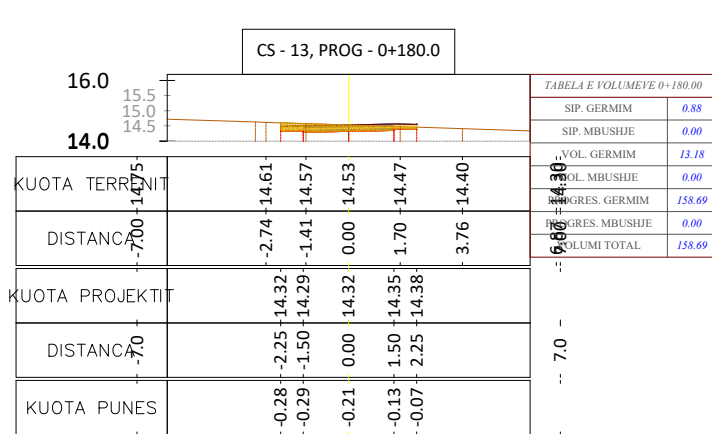 CS - 13, PROG - 0+180.0
16.0
15.5
15.0
14.5
14.0
TABELA E VOLUMEVE 0+180.00
SIP. GERMIM 0.88
SIP. MBUSHJE 0.00
VOL. GERMIM 13.18
VOL. MBUSHJE 0.00
PROGRES. GERMIM 158.69
PROGRES. MBUSHJE 0.00
VOLUMI TOTAL 158.69
KUOTA TERRENIT 14.75 14.61 14.57 14.53 14.47 14.40 14.30
DISTANCA -7.00 -2.74 -1.41 0.00 1.70 3.76
KUOTA PROJEKTIT 14.32 14.29 14.32 14.35 14.38
DISTANCA -7.0 -2.25 -1.50 0.00 1.50 2.25 7.0
KUOTA PUNES -0.28 -0.29 -0.21 -0.13 -0.07